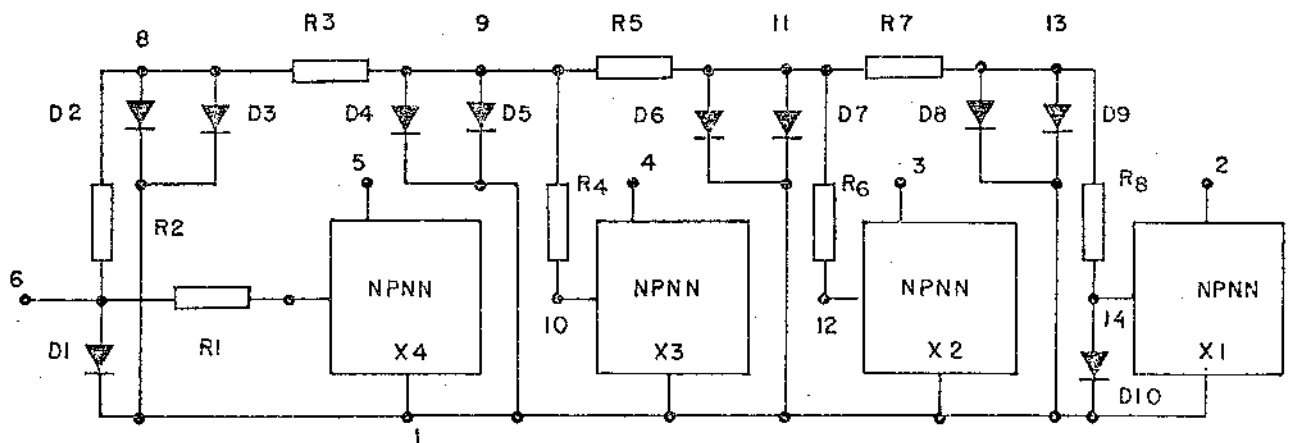 8 R3 9 R5 11 R7 13
D2 D3 D4 D5 D6 D7 D8 D9
5 R4 4 R6 3 R8 2
R2
6 NPNN NPNN NPNN NPNN
10 12 14
D1 R1 X4 X3 X2 X1
D10
1